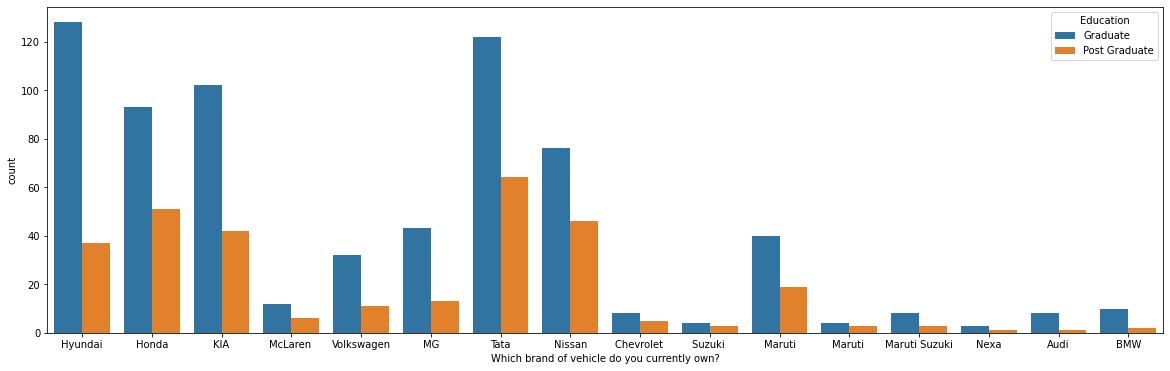 Education
Graduate
Post Graduate
120
100
80
60
40
20
0
count
Hyundai Honda KIA McLaren Volkswagen MG Tata Nissan Chevrolet Suzuki Maruti Maruti Maruti Suzuki Nexa Audi BMW
Which brand of vehicle do you currently own?